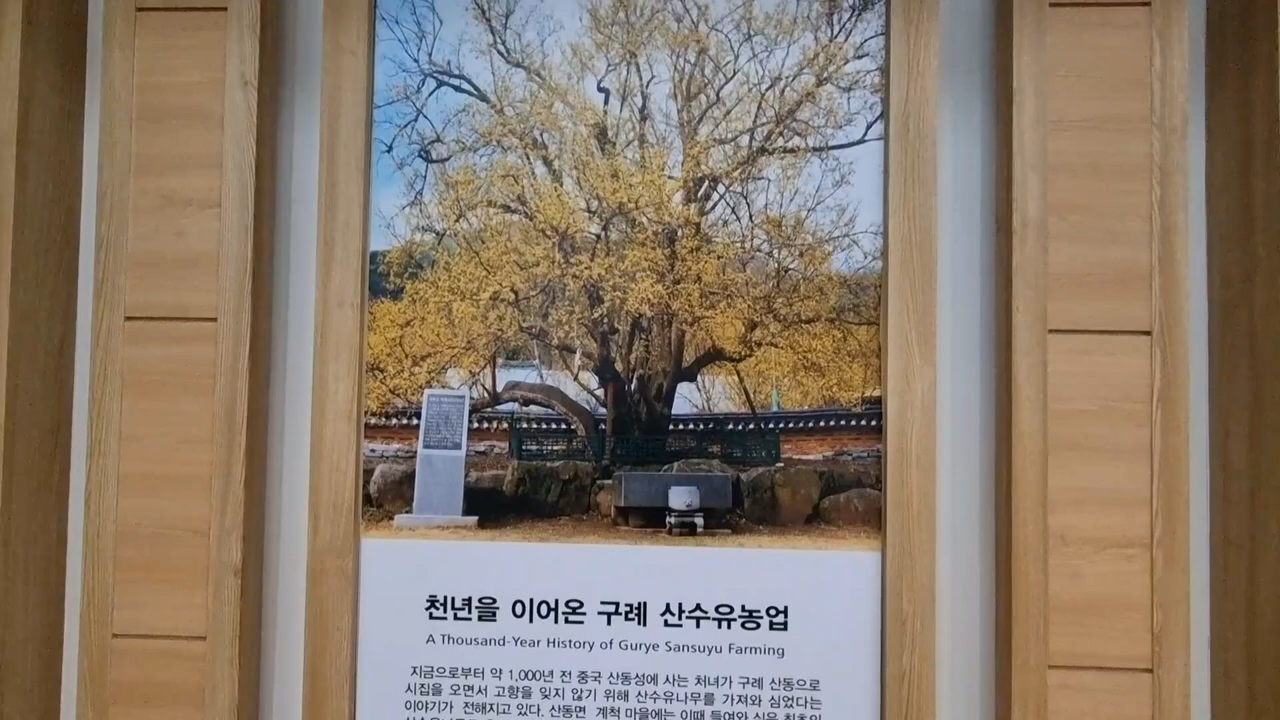 천년을 이어온 구례 산수유농업
A Thousand-Year History of Gurye Sansuyu Farming
지금으로부터 약 1,000년 전 중국 산동성에 사는 처녀가 구례 산동으로
시집을 오면서 고향을 잊지 않기 위해 산수유나무를 가져와 심었다는
이야기가 전해지고 있다. 산동면 계척 마을에는 이때 들여와 심은 최초의